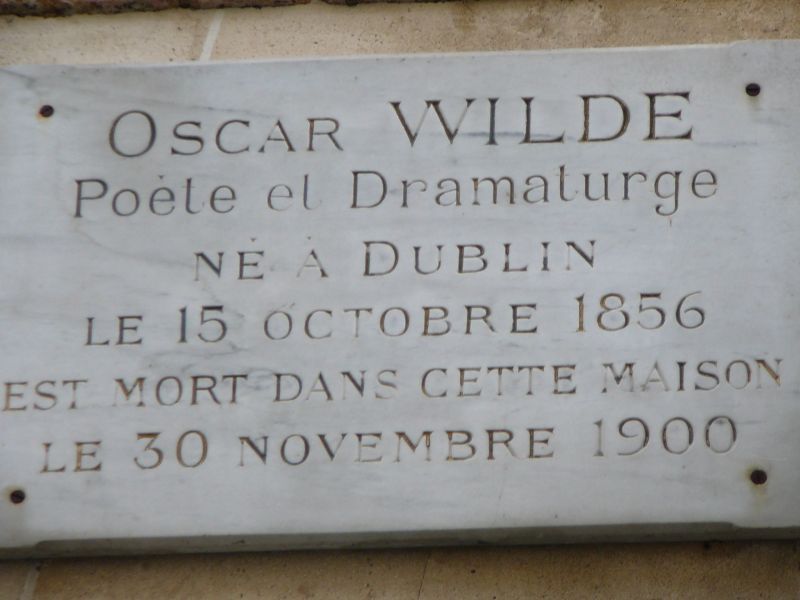 OSCAR WILDE
Poète et Dramaturge
NÉ À DUBLIN
LE 15 OCTOBRE 1856
EST MORT DANS CETTE MAISON
LE 30 NOVEMBRE 1900